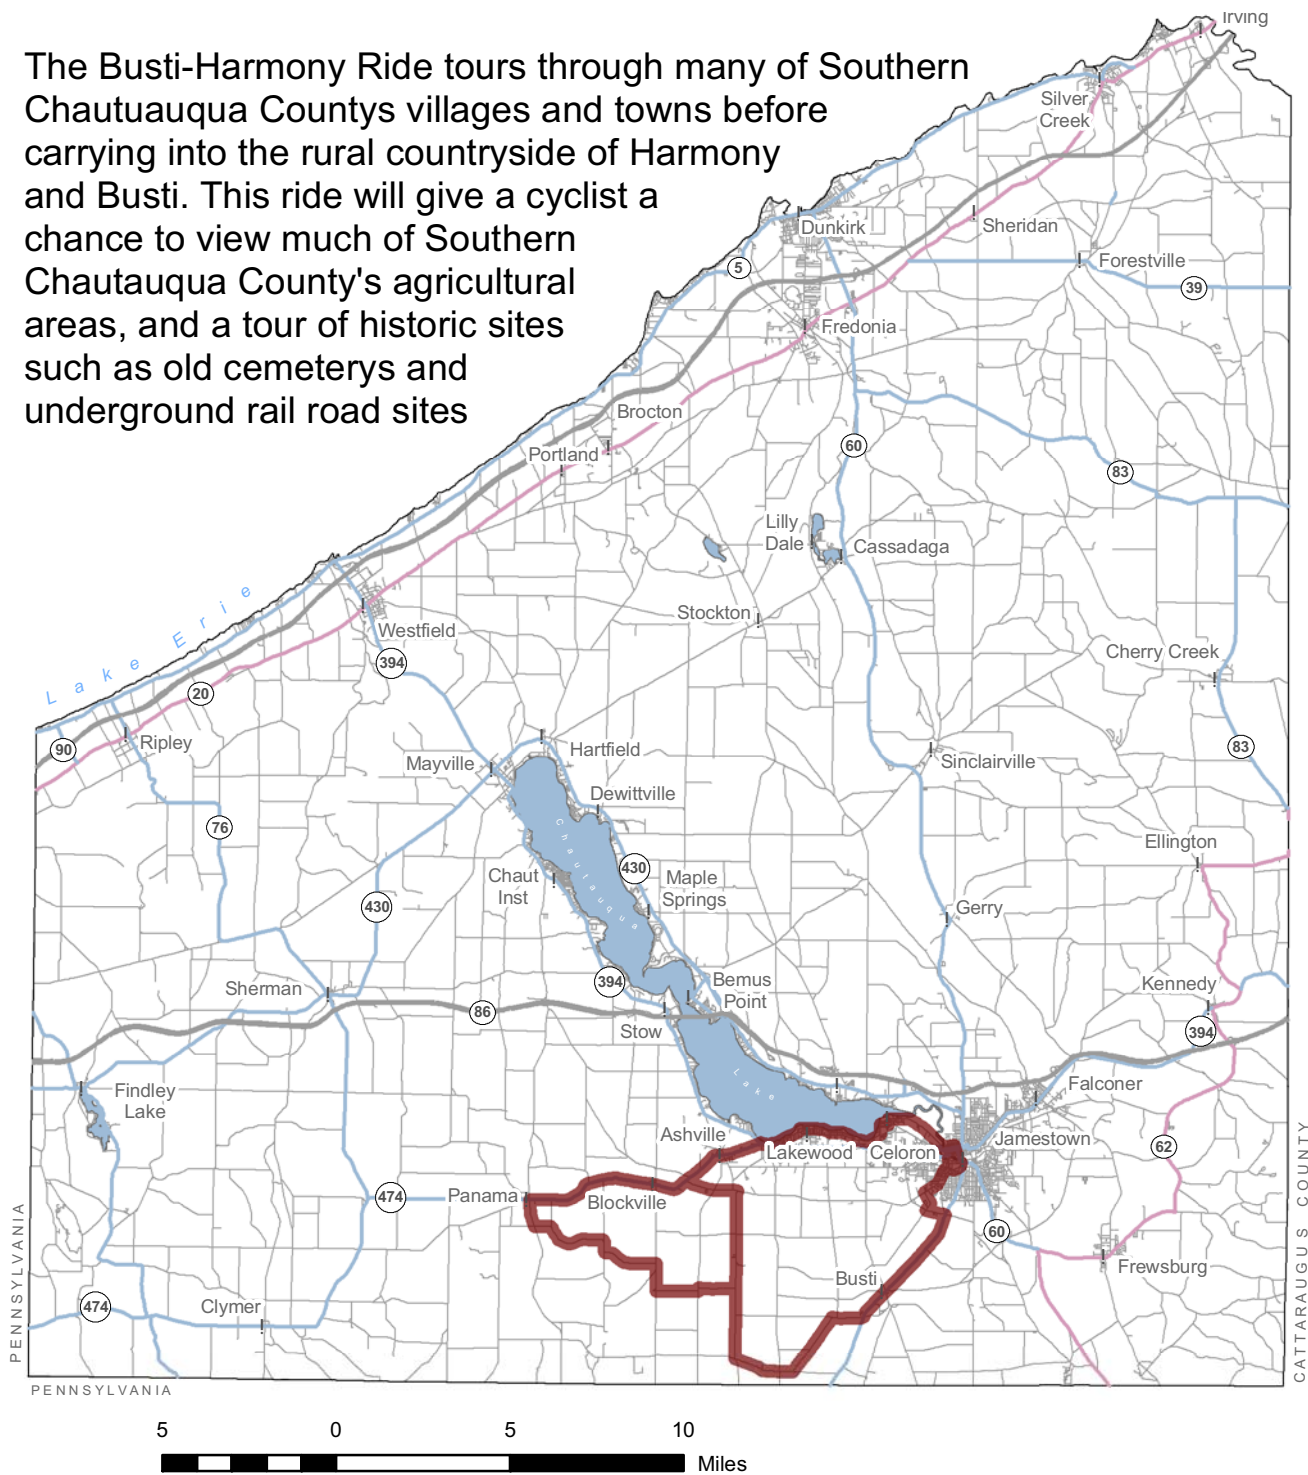 The Busti-Harmony Ride tours through many of Southern
Chautuauqua Countys villages and towns before
carrying into the rural countryside of Harmony
and Busti. This ride will give a cyclist a
chance to view much of Southern
Chautauqua County's agricultural
areas, and a tour of historic sites
such as old cemeterys and
underground rail road sites
Irving
Silver
Creek
Dunkirk
Sheridan
5
Forestville
39
Fredonia
Brocton
Portland
60
83
Lilly
Dale
Cassadaga
Lake Erie
Stockton
Westfield
394
Cherry Creek
20
90
Ripley
Hartfield
Mayville
Sinclairville
83
Dewittville
76
Chautauqua
Ellington
430
Chaut
Inst
Maple
Springs
430
Gerry
394
Bemus
Point
Sherman
Kennedy
86
Stow
394
Lake
Findley
Lake
Falconer
Ashville
Lakewood
Celoron
Jamestown
62
474
Panama
Blockville
60
Frewsburg
Busti
474
Clymer
PENNSYLVANIA
PENNSYLVANIA
CATTARAUGUS COUNTY
5 0 5 10
Miles